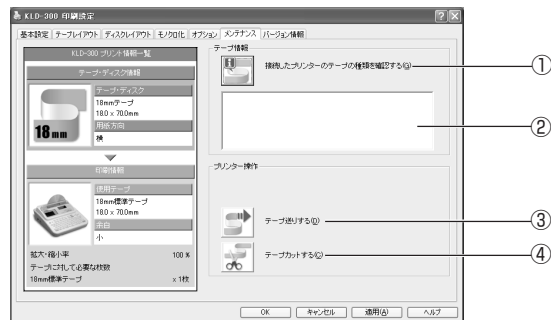 KLD-300 印刷設定
基本設定 テープレイアウト ディスクレイアウト モノクロ化 オプション メンテナンス バージョン情報
KLD-300 プリント情報一覧
テープ・ディスク情報
18mm
テープ・ディスク
18mmテープ
18.0 x 70.0mm
用紙方向
横
印刷情報
使用テープ
18mm標準テープ
18.0 x 70.0mm
余白
小
拡大・縮小率 100 %
テープに対して必要な枚数
18mm標準テープ x 1枚
テープ情報
接続したプリンターのテープの種類を確認する(G)
①
②
プリンター操作
テープ送りする(D)
③
テープカットする(C)
④
OK キャンセル 適用(A) ヘルプ